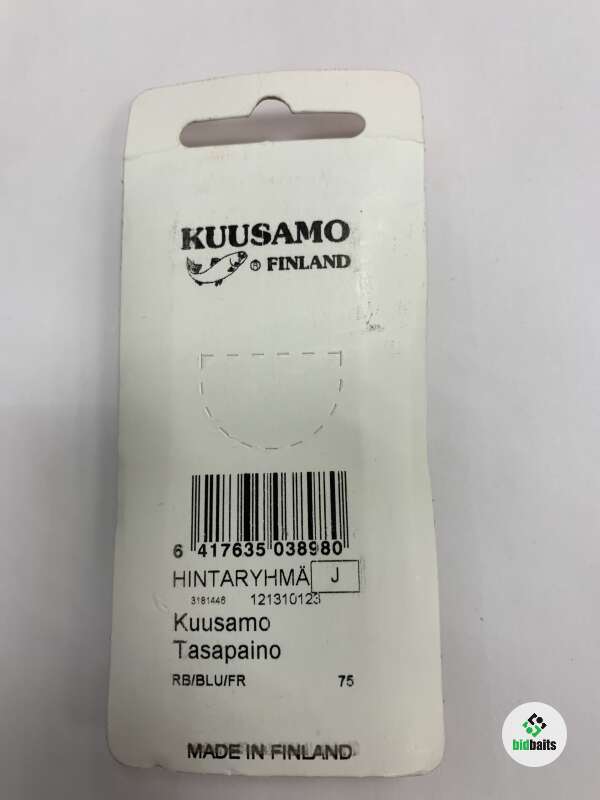 KUUSAMO
® FINLAND
6 417635 038980
HINTARYHMÄ J
3181446 121310123
Kuusamo
Tasapaino
RB/BLU/FR 75
MADE IN FINLAND
bidbaits